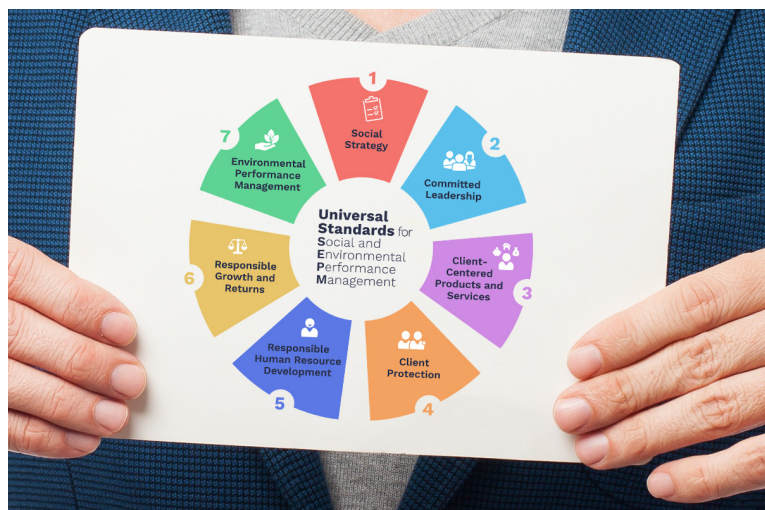 Universal
Standards for
Social and
Environmental
Performance
Management
1
Social
Strategy
2
Committed
Leadership
3
Client-
Centered
Products and
Services
4
Client
Protection
5
Responsible
Human Resource
Development
6
Responsible
Growth and
Returns
7
Environmental
Performance
Management